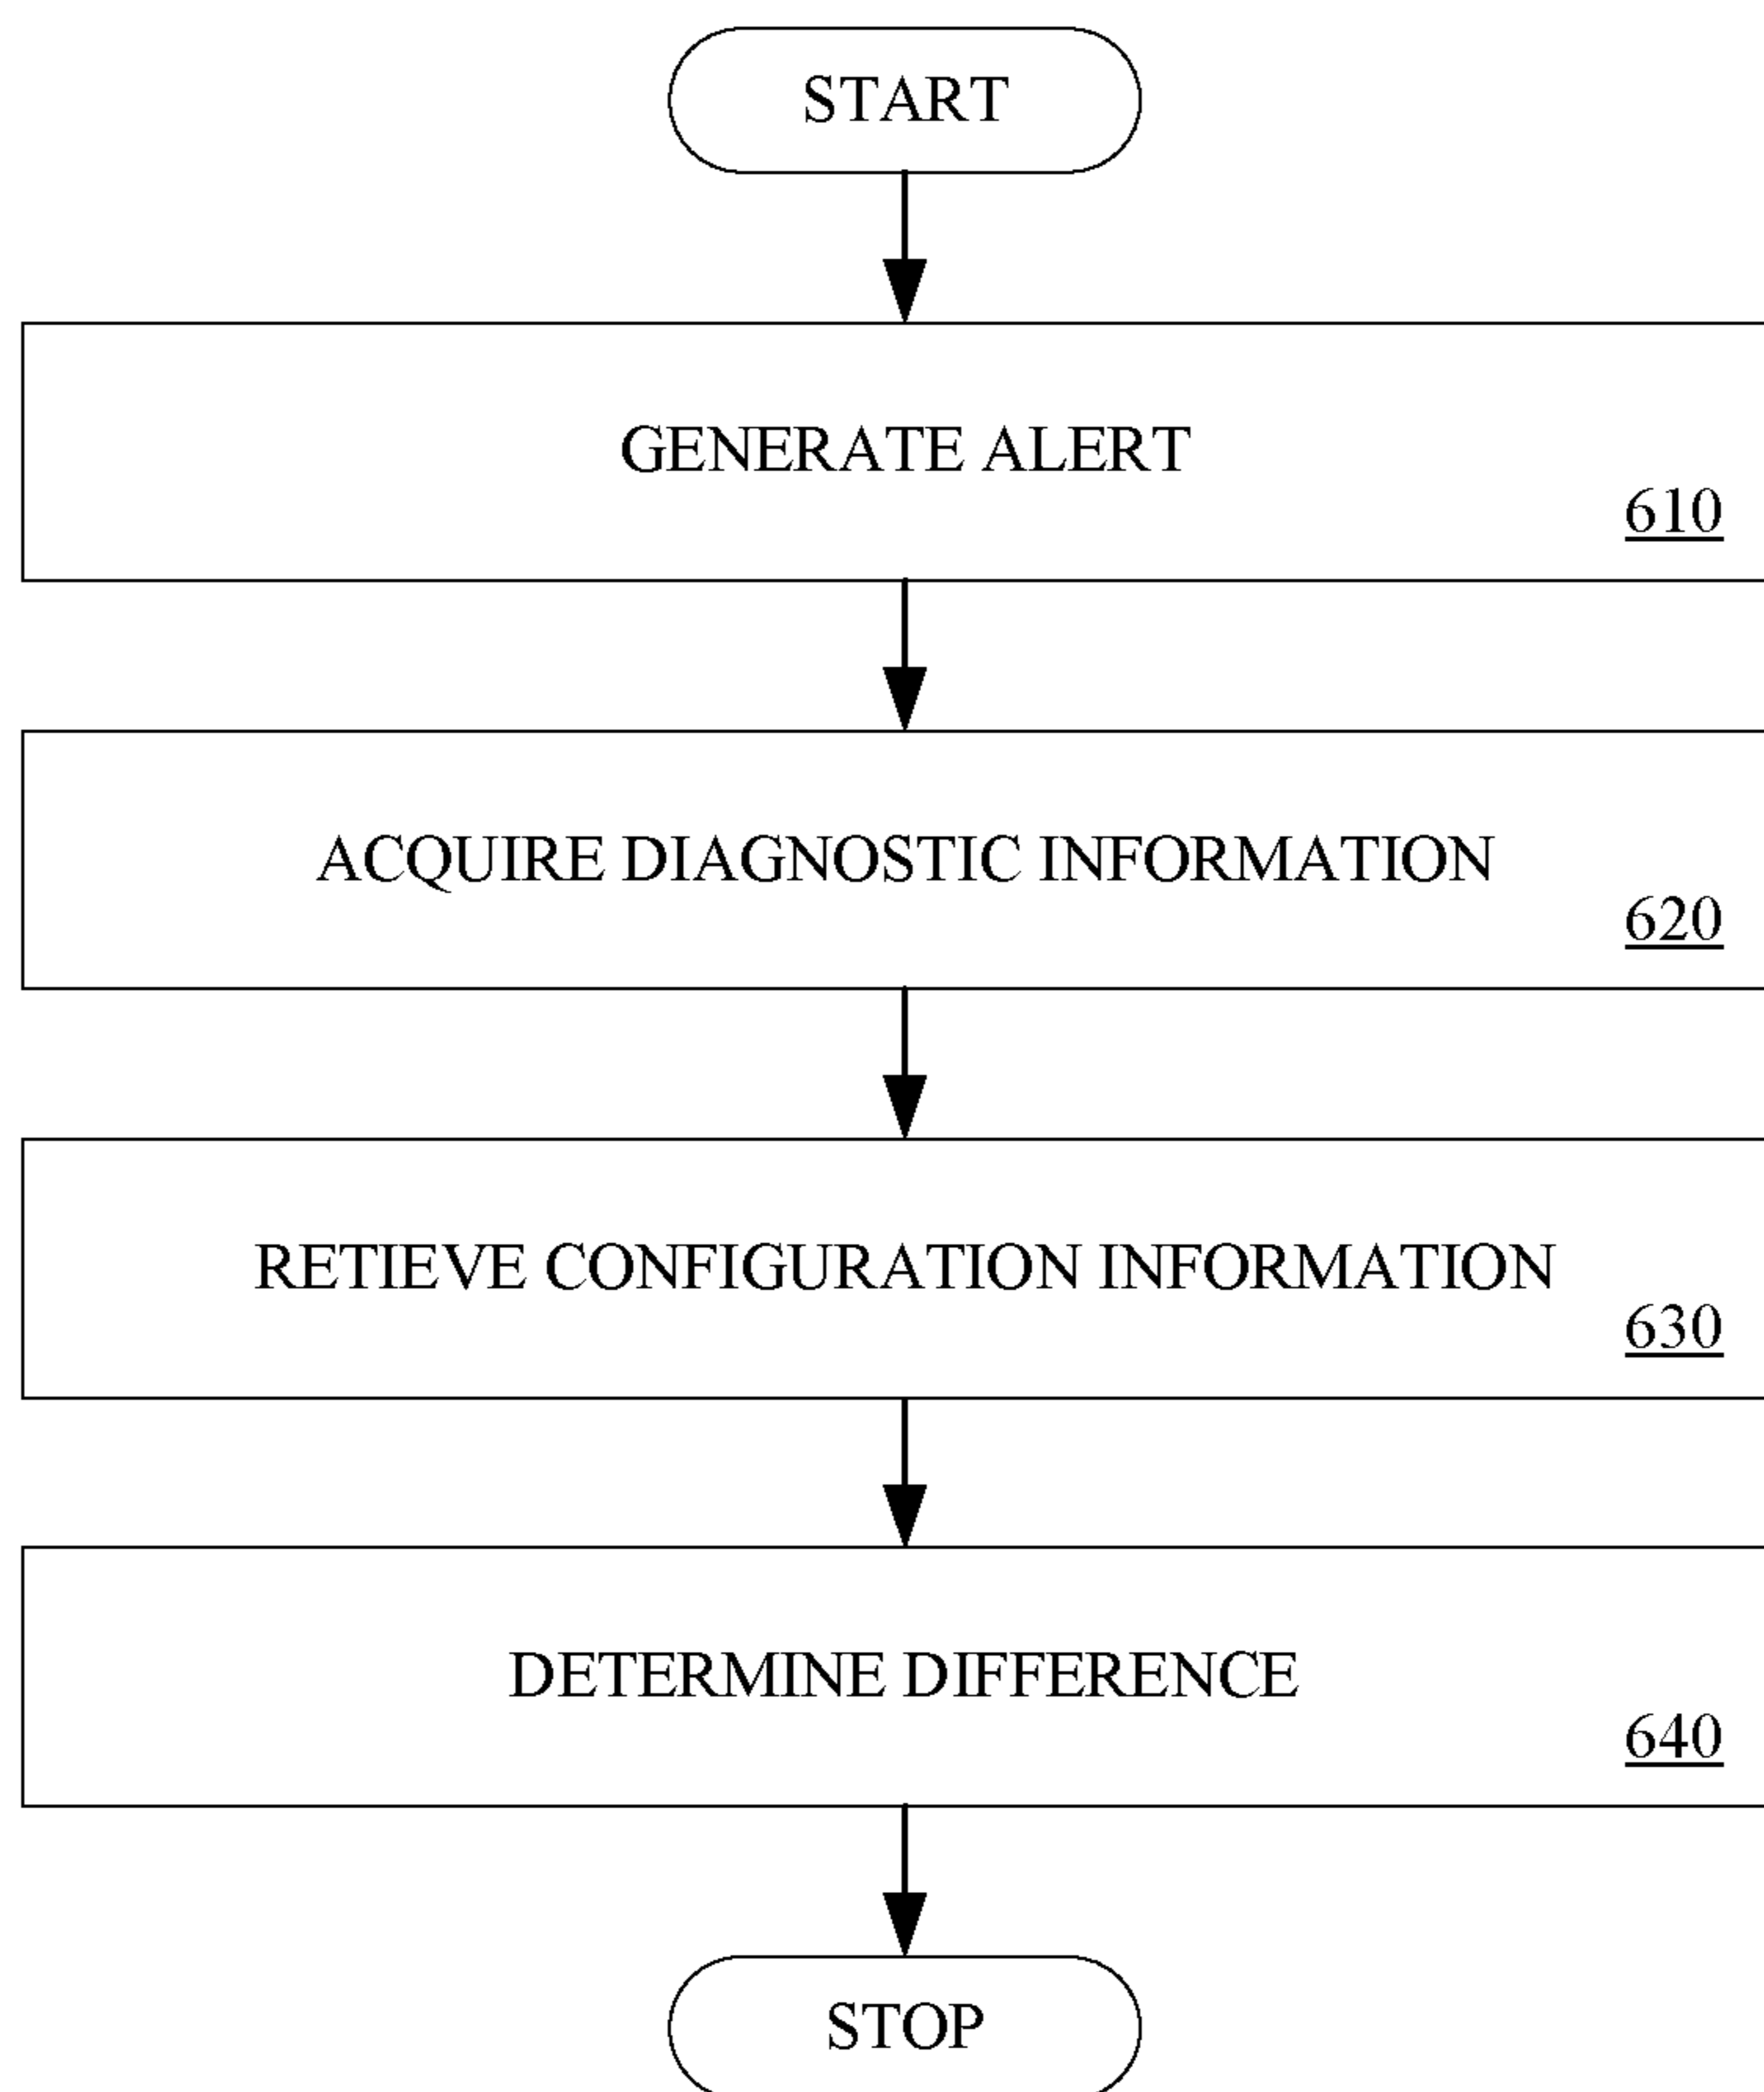 START
GENERATE ALERT
610
ACQUIRE DIAGNOSTIC INFORMATION
620
RETIEVE CONFIGURATION INFORMATION
630
DETERMINE DIFFERENCE
640
STOP